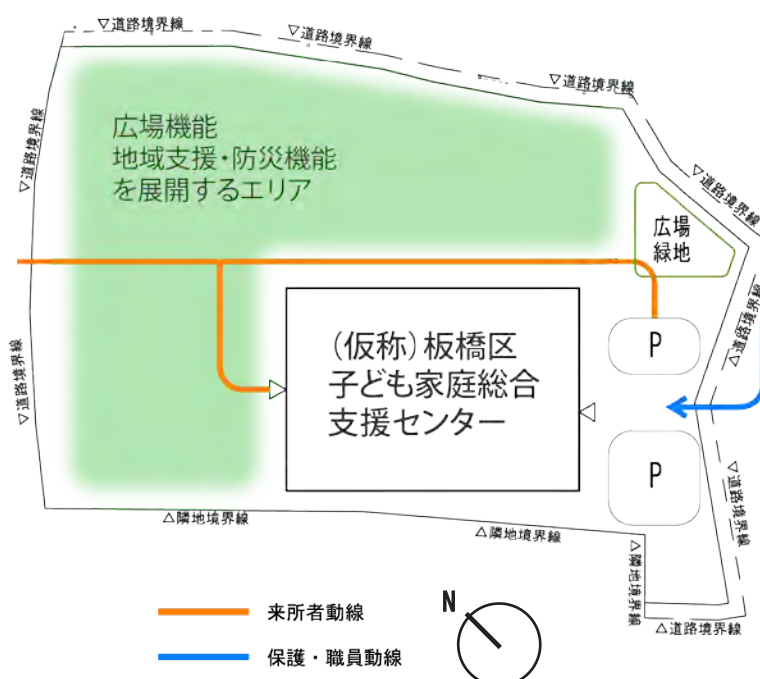 ▽道路境界線
▽道路境界線
▽道路境界線
▽道路境界線
▽道路境界線
広場機能
地域支援・防災機能
を展開するエリア
広場
緑地
△道路境界線
▽道路境界線
P
(仮称)板橋区
子ども家庭総合
支援センター
P
▽道路境界線
△隣地境界線
△隣地境界線
△隣地境界線
△道路境界線
来所者動線
保護・職員動線
N